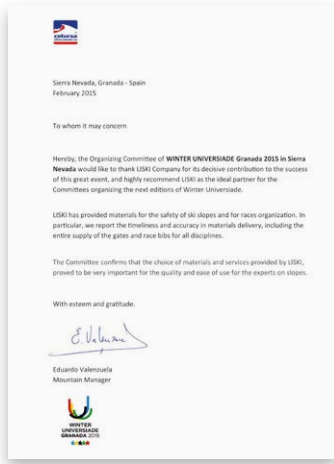 cetursa
Sierra Nevada, Granada - Spain
February 2015
To whom it may concern
Hereby, the Organizing Committee of WINTER UNIVERSIADE Granada 2015 in Sierra
Nevada would like to thank LISKI Company for its decisive contribution to the success
of this great event, and highly recommend LISKI as the ideal partner for the
Committees organizing the next editions of Winter Universiade.
LISKI has provided materials for the safety of ski slopes and for races organization. In
particular, we report the timeliness and accuracy in materials delivery, including the
entire supply of the gates and race bibs for all disciplines.
The Committee confirms that the choice of materials and services provided by LISKI,
proved to be very important for the quality and ease of use for the experts on slopes.
With esteem and gratitude.
E. Valenzue
Eduardo Valenzuela
Mountain Manager
WINTER
UNIVERSIADE
GRANADA 2015